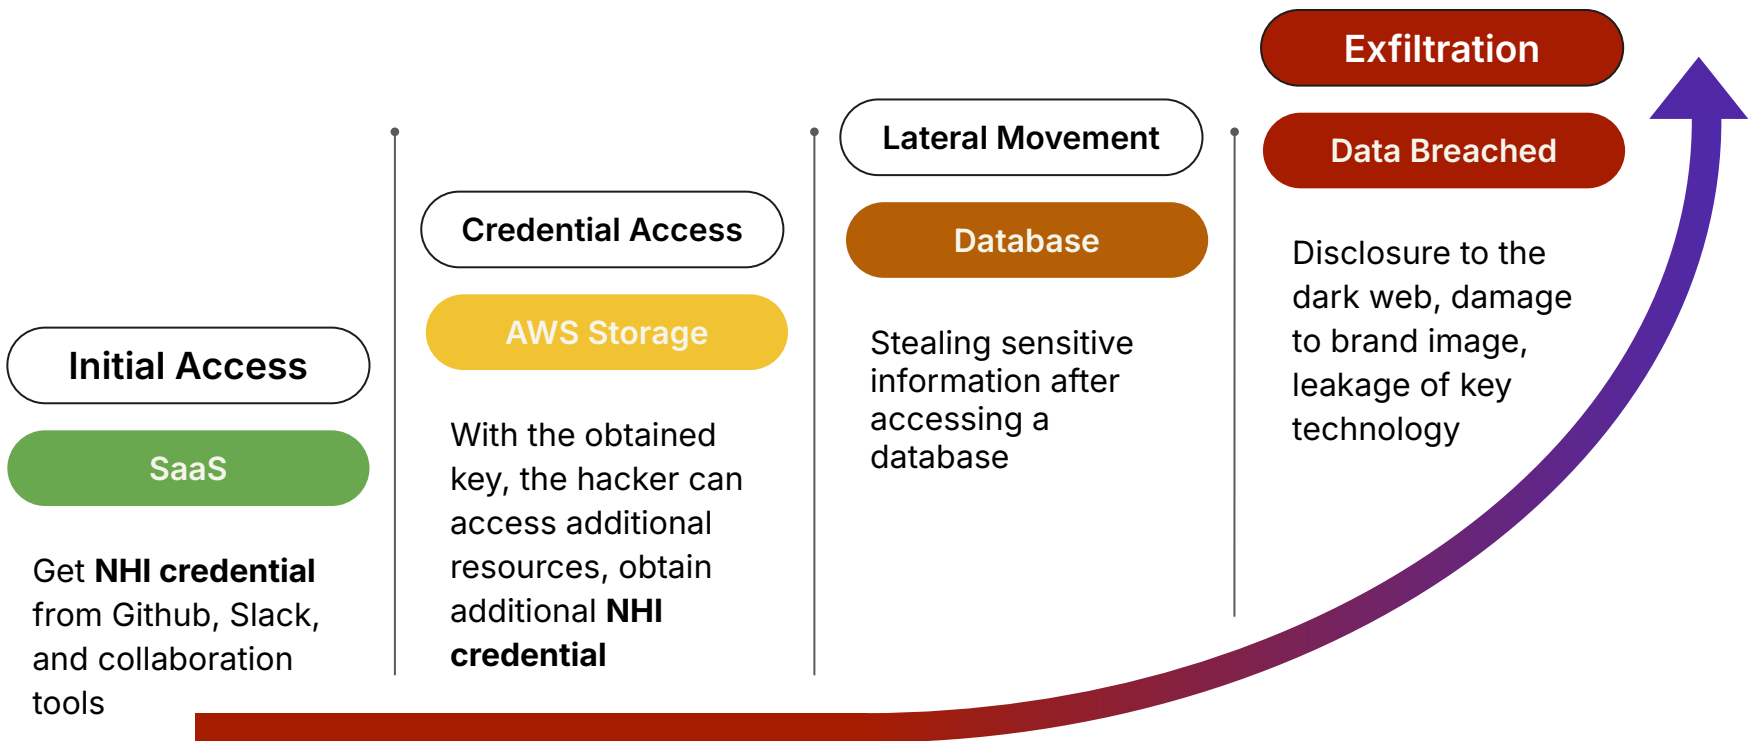 Initial Access
SaaS
Get NHI credential
from Github, Slack,
and collaboration
tools
Credential Access
AWS Storage
With the obtained
key, the hacker can
access additional
resources, obtain
additional NHI
credential
Lateral Movement
Database
Stealing sensitive
information after
accessing a
database
Exfiltration
Data Breached
Disclosure to the
dark web, damage
to brand image,
leakage of key
technology